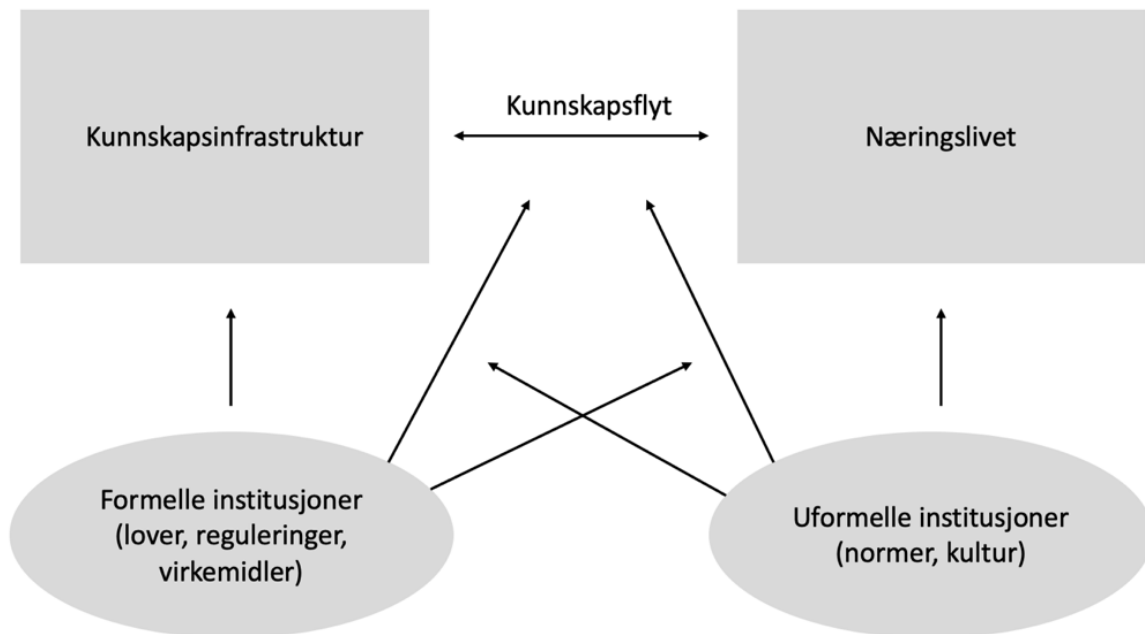 Kunnskapsflyt
Kunnskapsinfrastruktur
Næringslivet
Formelle institusjoner
(lover, reguleringer,
virkemidler)
Uformelle institusjoner
(normer, kultur)